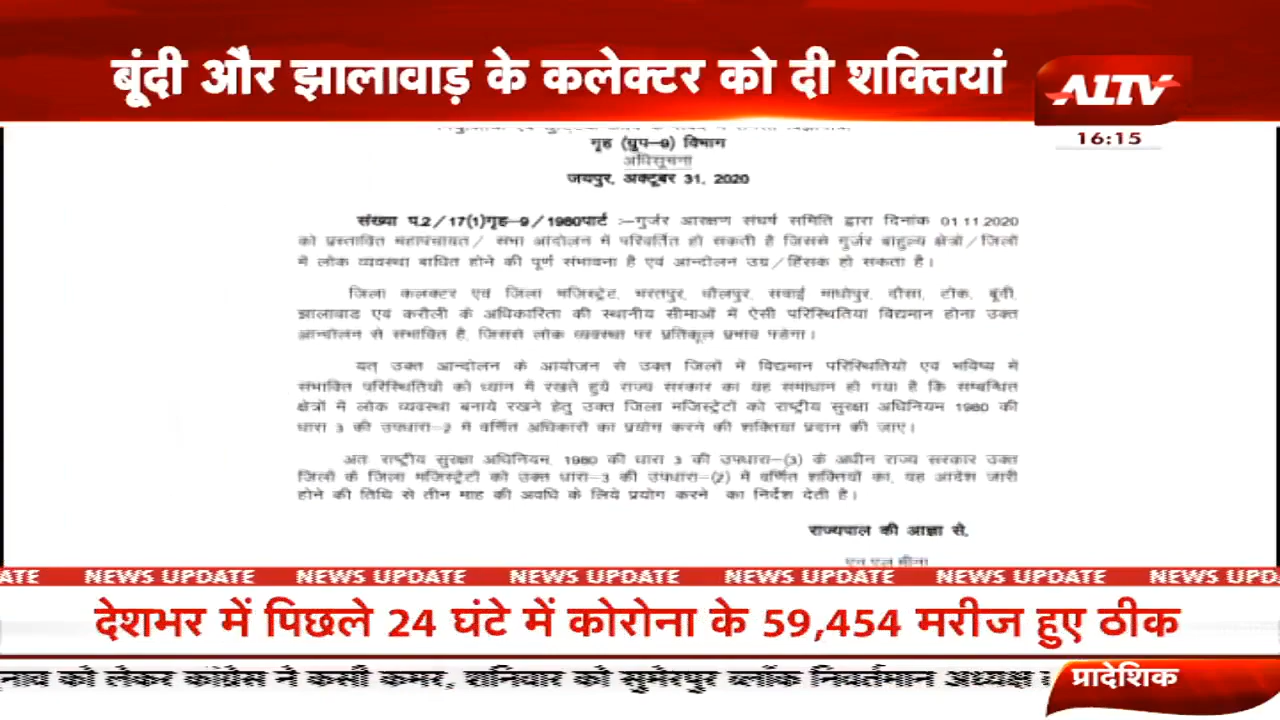 बूंदी और झालावाड़ के कलेक्टर को दी शक्तियां
A1TV
16:15
गृह (ग्रुप-9) विभाग
अधिसूचना
जयपुर, अक्टूबर 31, 2020
संख्या प.2/17(1)गृह-9/1980पार्ट :-गुर्जर आरक्षण संघर्ष समिति द्वारा दिनांक 01.11.2020
को प्रस्तावित महापंचायत/ सभा आंदोलन में परिवर्तित हो सकती है जिससे गुर्जर बाहुल्य क्षेत्रों/जिलों
में लोक व्यवस्था बाधित होने की पूर्ण संभावना है एवं आन्दोलन उग्र/हिंसक हो सकता है।
जिला कलक्टर एवं जिला मजिस्ट्रेट, भरतपुर, धौलपुर, सवाई माधोपुर, दौसा, टोंक, बूंदी,
झालावाड एवं करौली के अधिकारिता की स्थानीय सीमाओं में ऐसी परिस्थितियां विद्यमान होना उक्त
आन्दोलन से संभावित है, जिससे लोक व्यवस्था पर प्रतिकूल प्रभाव पडेगा।
यत् उक्त आन्दोलन के आयोजन से उक्त जिलों में विद्यमान परिस्थितियों एवं भविष्य में
संभावित परिस्थितियों को ध्यान में रखते हुये राज्य सरकार का यह समाधान हो गया है कि सम्बन्धित
क्षेत्रों में लोक व्यवस्था बनाये रखने हेतु उक्त जिला मजिस्ट्रेटों को राष्ट्रीय सुरक्षा अधिनियम 1980 की
धारा 3 की उपधारा-2 में वर्णित अधिकारों का प्रयोग करने की शक्तियां प्रदान की जाए।
अतः राष्ट्रीय सुरक्षा अधिनियम, 1980 की धारा 3 की उपधारा-(3) के अधीन राज्य सरकार उक्त
जिलों के जिला मजिस्ट्रेटों को उक्त धारा-3 की उपधारा-(2) में वर्णित शक्तियों का, यह आदेश जारी
होने की तिथि से तीन माह की अवधि के लिये प्रयोग करने का निर्देश देती है।
राज्यपाल की आज्ञा से,
NEWS UPDATE NEWS UPDATE NEWS UPDATE NEWS UPDATE NEWS UPDATE
देशभर में पिछले 24 घंटे में कोरोना के 59,454 मरीज हुए ठीक
को लेकर कांग्रेस ने कसी कमर, शनिवार को सुमेरपुर ब्लॉक निवर्तमान अध्यक्ष
प्रादेशिक